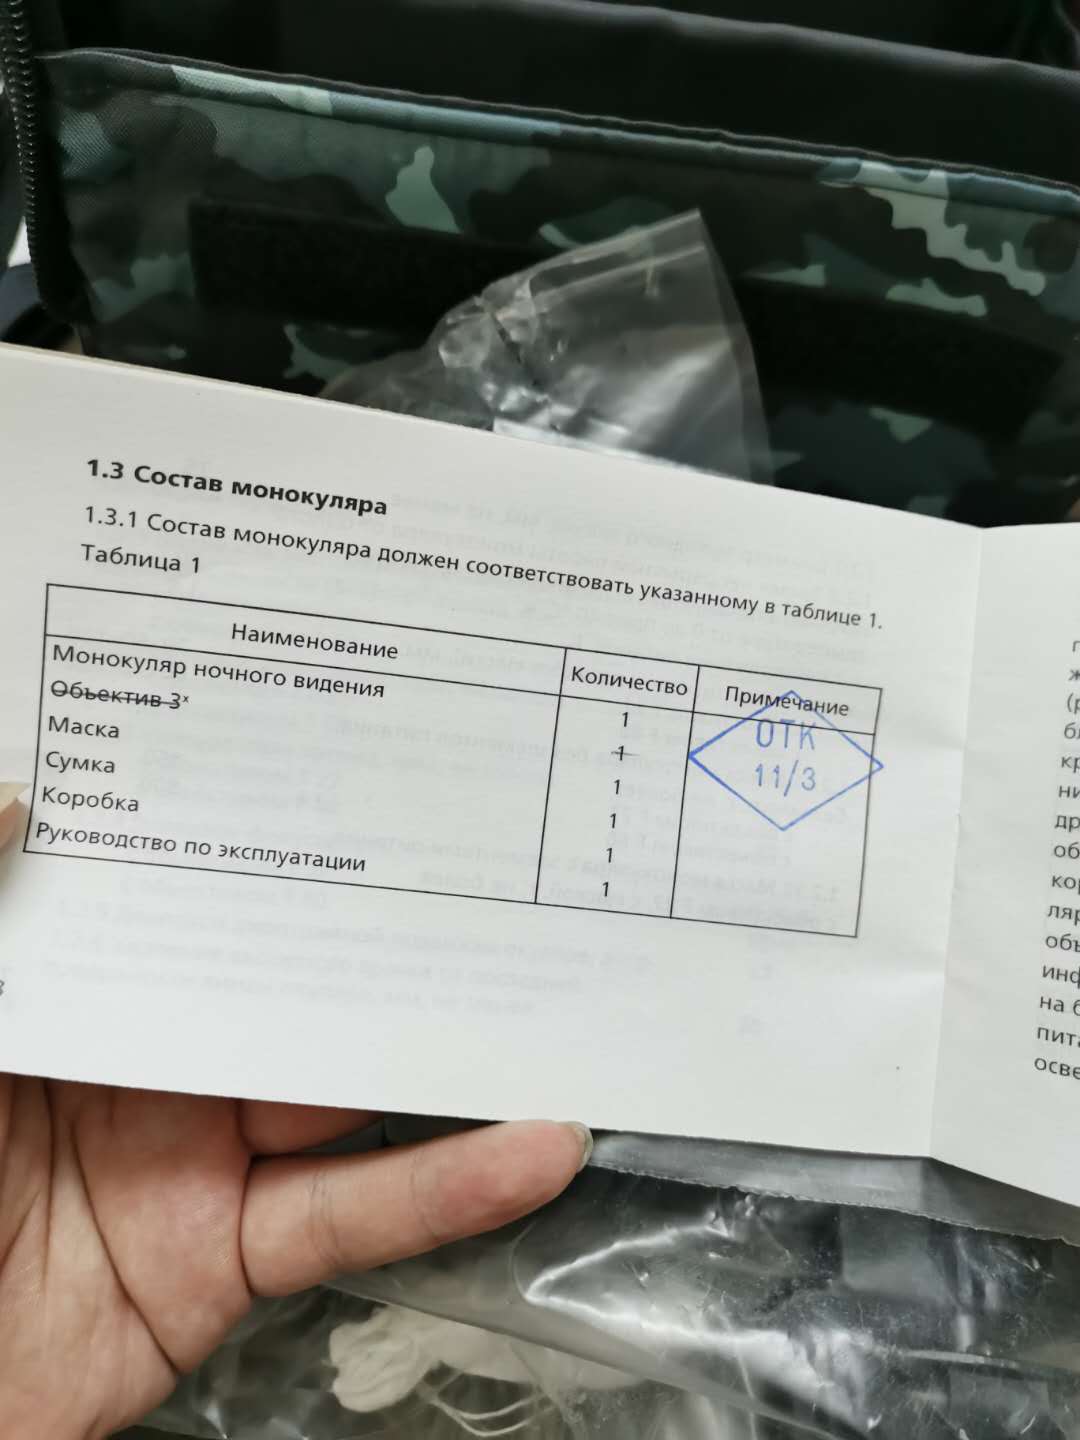 1.3 Состав монокуляра
1.3.1 Состав монокуляра должен соответствовать указанному в таблице 1.
Таблица 1
Наименование Количество Примечание
Монокуляр ночного видения 1
Объектив 3х 1
Маска 1
Сумка 1
Коробка 1
Руководство по эксплуатации 1
ОТК
11/3